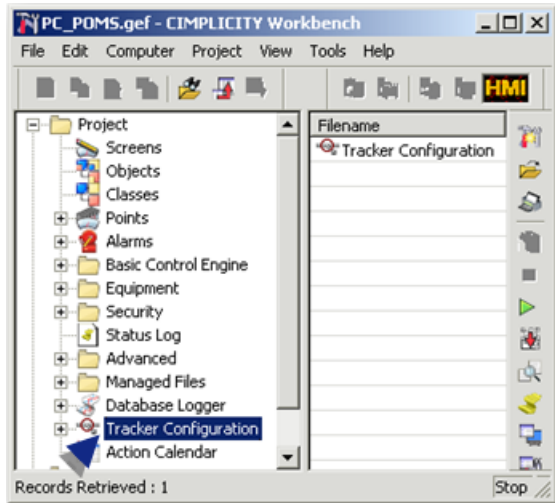 PC_POMS.gef - CIMPLICITY Workbench
File Edit Computer Project View Tools Help
HMI
Project
Screens
Objects
Classes
Points
Alarms
Basic Control Engine
Equipment
Security
Status Log
Advanced
Managed Files
Database Logger
Tracker Configuration
Action Calendar
Filename
Tracker Configuration
Records Retrieved : 1
Stop